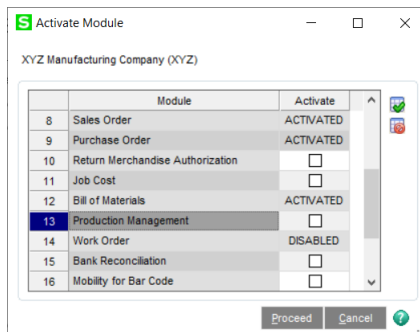 S Activate Module
XYZ Manufacturing Company (XYZ)
Module Activate
8 Sales Order ACTIVATED
9 Purchase Order ACTIVATED
10 Return Merchandise Authorization
11 Job Cost
12 Bill of Materials ACTIVATED
13 Production Management
14 Work Order DISABLED
15 Bank Reconciliation
16 Mobility for Bar Code
Proceed Cancel ?